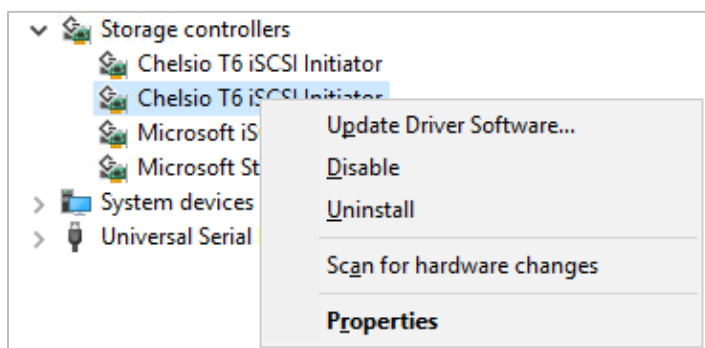 Storage controllers
Chelsio T6 iSCSI Initiator
Chelsio T6 iSCSI Initiator
Microsoft iS
Microsoft St
System devices
Universal Serial
Update Driver Software...
Disable
Uninstall
Scan for hardware changes
Properties